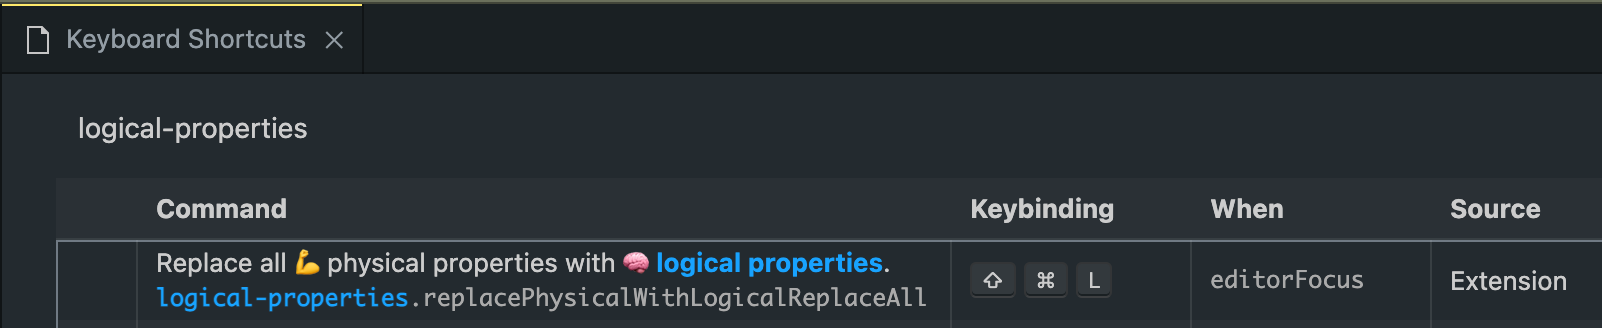 Keyboard Shortcuts
logical-properties
Command Keybinding When Source
Replace all 💪 physical properties with 🧠 logical properties.
logical-properties.replacePhysicalWithLogicalReplaceAll
⇧ ⌘ L editorFocus Extension